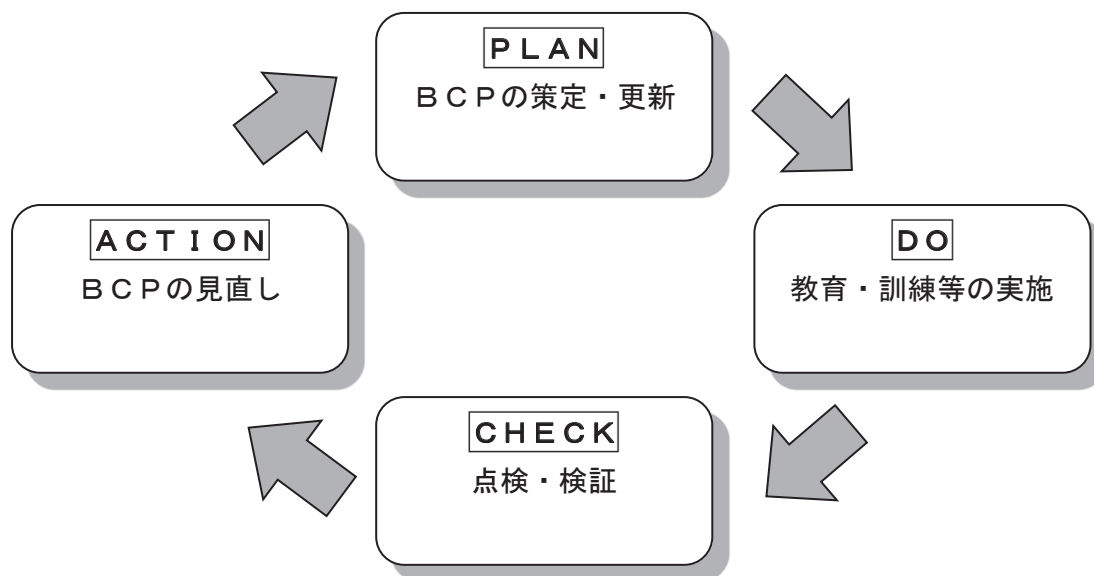 ＰＬＡＮ
ＢＣＰの策定・更新
ＤＯ
教育・訓練等の実施
ＣＨＥＣＫ
点検・検証
ＡＣＴＩＯＮ
ＢＣＰの見直し